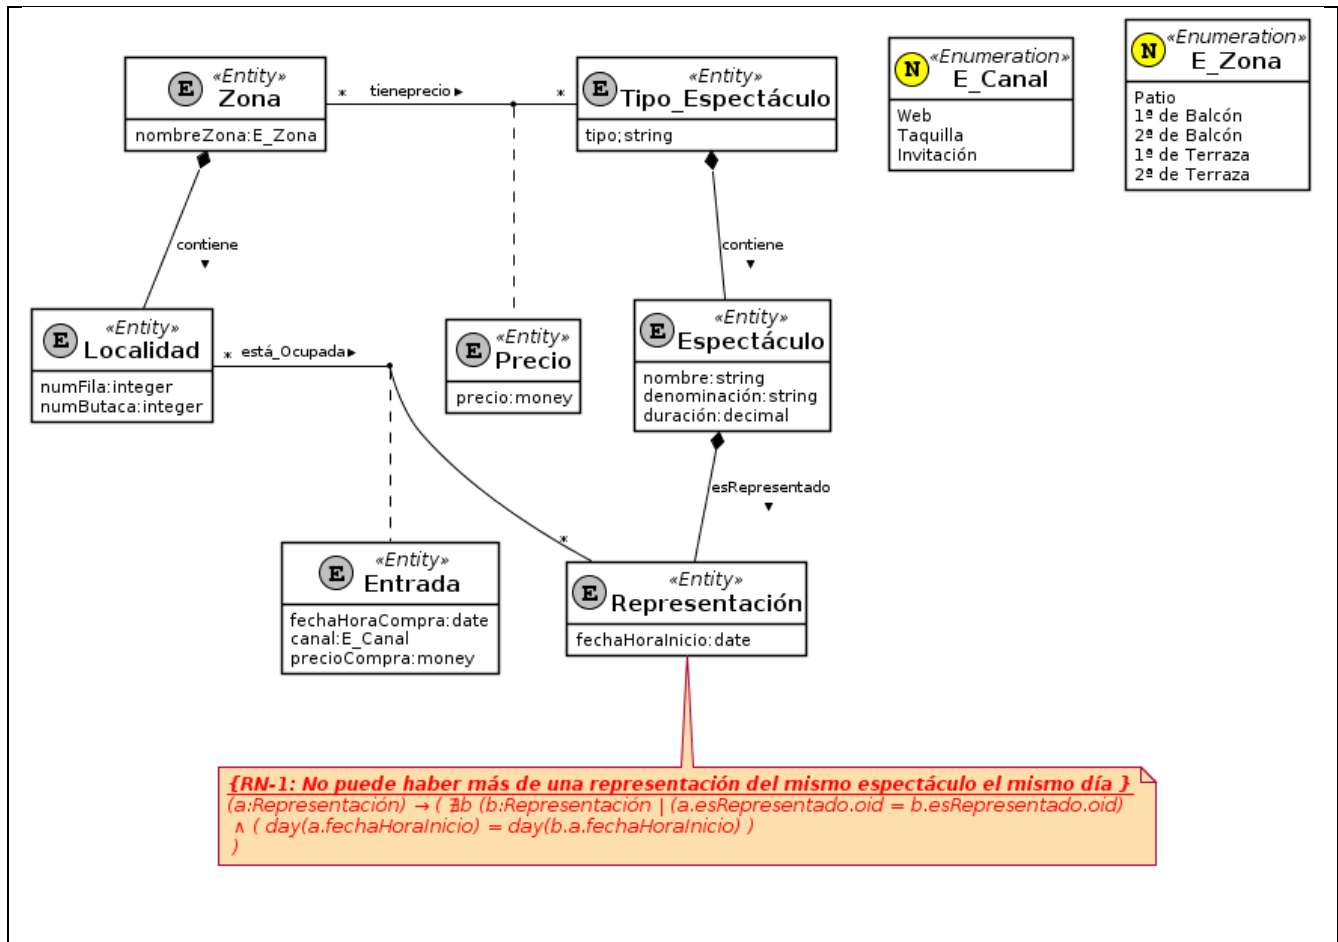 E «Entity»
Zona
nombreZona:E_Zona
* tieneprecio ▶ *
E «Entity»
Tipo_Espectáculo
tipo;string
N «Enumeration»
E_Canal
Web
Taquilla
Invitación
N «Enumeration»
E_Zona
Patio
1ª de Balcón
2ª de Balcón
1ª de Terraza
2ª de Terraza
contiene
▼
contiene
▼
E «Entity»
Localidad
numFila:integer
numButaca:integer
* está_Ocupada▶
E «Entity»
Precio
precio:money
E «Entity»
Espectáculo
nombre:string
denominación:string
duración:decimal
esRepresentado
▼
*
E «Entity»
Entrada
fechaHoraCompra:date
canal:E_Canal
precioCompra:money
E «Entity»
Representación
fechaHoraInicio:date
{RN-1: No puede haber más de una representación del mismo espectáculo el mismo día }
(a:Representación) → ( ∄b (b:Representación | (a.esRepresentado.oid = b.esRepresentado.oid)
∧ ( day(a.fechaHoraInicio) = day(b.a.fechaHoraInicio) )
)